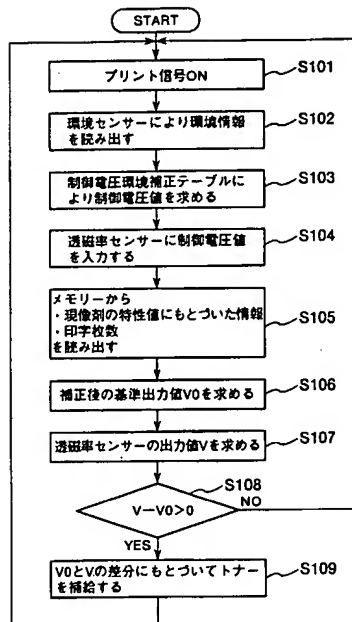 START
プリント信号ON
S101
環境センサーにより環境情報
を読み出す
S102
制御電圧環境補正テーブルに
より制御電圧値を求める
S103
透磁率センサーに制御電圧値
を入力する
S104
メモリーから
・現像剤の特性値にもとづいた情報
・印字枚数
を読み出す
S105
補正後の基準出力値V0を求める
S106
透磁率センサーの出力値Vを求める
S107
S108
V−V0>0
NO
YES
V0とVの差分にもとづいてトナー
を補給する
S109